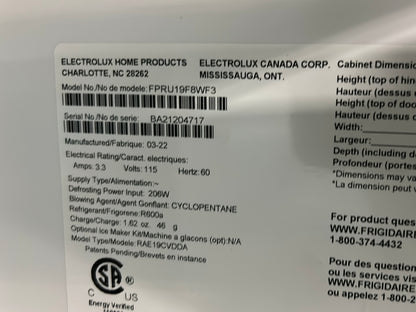 ELECTROLUX HOME PRODUCTS
CHARLOTTE, NC 28262
ELECTROLUX CANADA CORP.
MISSISSAUGA, ONT.
Model No./No de modele: FPRU19F8WF3
Serial No./No de serie: BA21204717
Manufactured/Fabrique: 03-22
Electrical Rating/Caract. electriques:
Amps: 3.3 Volts: 115 Hertz: 60
Supply Type/Alimentation:~
Defrosting Power Input: 206W
Blowing Agent/Agent Gonflant: CYCLOPENTANE
Refrigerant/Frigorene: R600a
Charge/Charge: 1.62 oz. 46 g
Optional Ice Maker Kit/Machine a glacons (opt): N/A
Model Type/Modele: RAE19CVDDA
Patents Pending/Brevets en instance
SA
C US
Energy Verified
Cabinet Dimension
Height (top of hin
Hauteur (dessus
Height (top of doo
Hauteur (dessus
Width:
Largeur:
Depth (including d
Profondeur (portes
*Dimensions may va
*La dimension peut
For product
WWW.FRIGIDAIRE
1-800-374-4432
Pour des question
ou les services vis
WWW.FRIGIDAIRE
ou appelez 1-800-